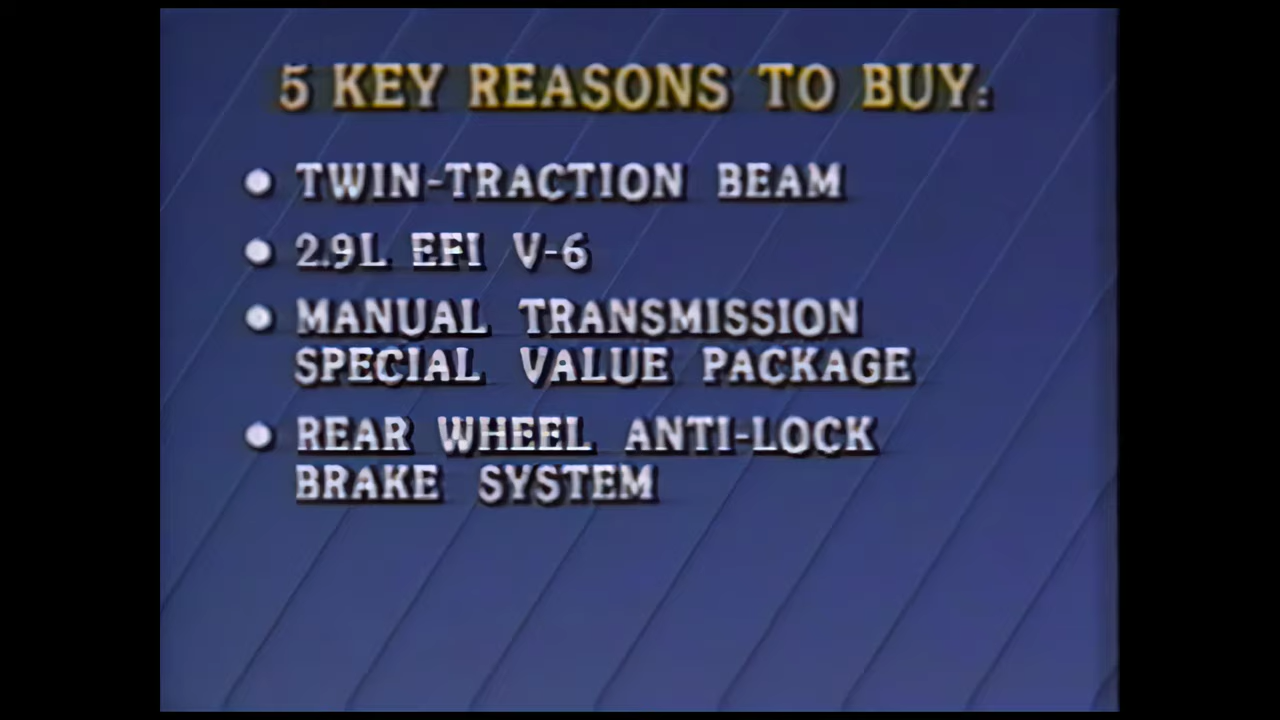 5 KEY REASONS TO BUY:
• TWIN-TRACTION BEAM
• 2.9L EFI V-6
• MANUAL TRANSMISSION
SPECIAL VALUE PACKAGE
• REAR WHEEL ANTI-LOCK
BRAKE SYSTEM